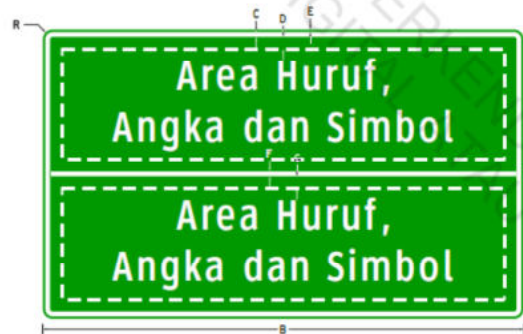 R
C
D
E
Area Huruf,
Angka dan Simbol
F
G
Area Huruf,
Angka dan Simbol
B